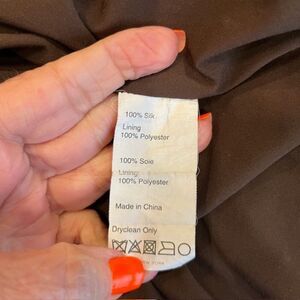 100% Silk
Lining
100% Polyester
100% Soie
Lining:
100% Polyester
Made in China
Dryclean Only